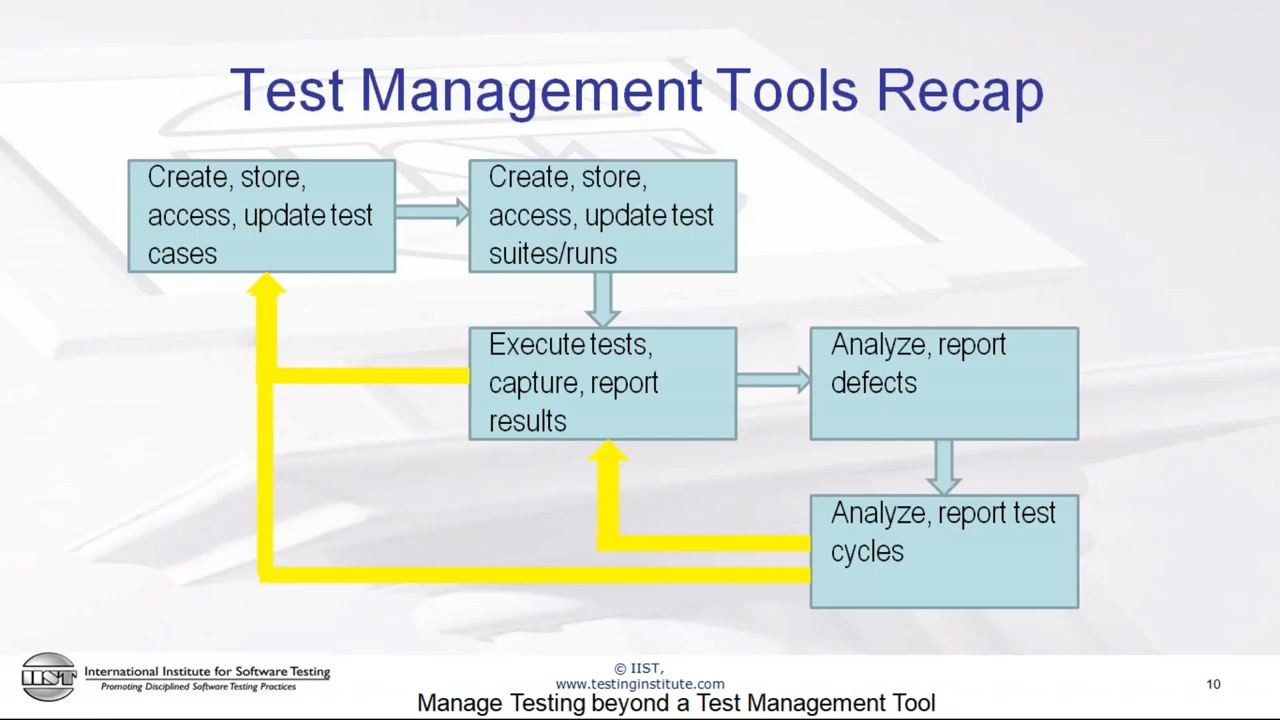 Test Management Tools Recap
Create, store,
access, update test
cases
Create, store,
access, update test
suites/runs
Execute tests,
capture, report
results
Analyze, report
defects
Analyze, report test
cycles
IIST
International Institute for Software Testing
Promoting Disciplined Software Testing Practices
© IIST,
www.testinginstitute.com
10
Manage Testing beyond a Test Management Tool